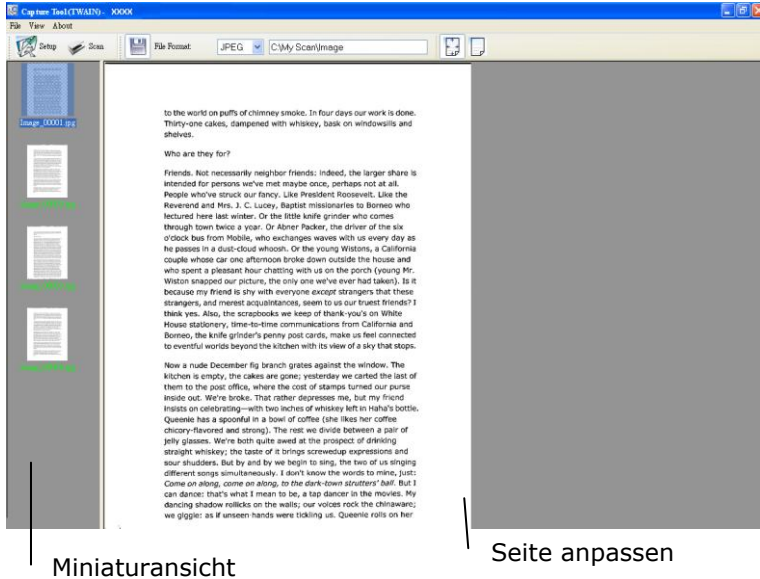 Capture Tool(TWAIN) - XXXX
File View About
Setup Scan File Format: JPEG C:\My Scan\Image
Image_00001.jpg
to the world on puffs of chimney smoke. In four days our work is done.
Thirty-one cakes, dampened with whiskey, bask on windowsills and
shelves.
Who are they for?
Friends. Not necessarily neighbor friends: indeed, the larger share is
intended for persons we've met maybe once, perhaps not at all.
People who've struck our fancy. Like President Roosevelt. Like the
Reverend and Mrs. J. C. Lucey, Baptist missionaries to Borneo who
lectured here last winter. Or the little knife grinder who comes
through town twice a year. Or Abner Packer, the driver of the six
o'clock bus from Mobile, who exchanges waves with us every day as
he passes in a dust-cloud whoosh. Or the young Wistons, a California
couple whose car one afternoon broke down outside the house and
who spent a pleasant hour chatting with us on the porch (young Mr.
Wiston snapped our picture, the only one we've ever had taken). Is it
because my friend is shy with everyone except strangers that these
strangers, and merest acquaintances, seem to us our truest friends? I
think yes. Also, the scrapbooks we keep of thank-you's on White
House stationery, time-to-time communications from California and
Borneo, the knife grinder's penny post cards, make us feel connected
to eventful worlds beyond the kitchen with its view of a sky that stops.
Now a nude December fig branch grates against the window. The
kitchen is empty, the cakes are gone; yesterday we carted the last of
them to the post office, where the cost of stamps turned our purse
inside out. We're broke. That rather depresses me, but my friend
insists on celebrating—with two inches of whiskey left in Haha's bottle.
Queenie has a spoonful in a bowl of coffee (she likes her coffee
chicory-flavored and strong). The rest we divide between a pair of
jelly glasses. We're both quite awed at the prospect of drinking
straight whiskey; the taste of it brings screwedup expressions and
sour shudders. But by and by we begin to sing, the two of us singing
different songs simultaneously. I don't know the words to mine, just:
Come on along, come on along, to the dark-town strutters' ball. But I
can dance: that's what I mean to be, a tap dancer in the movies. My
dancing shadow rollicks on the walls; our voices rock the chinaware;
we giggle: as if unseen hands were tickling us. Queenie rolls on her
Miniaturansicht
Seite anpassen